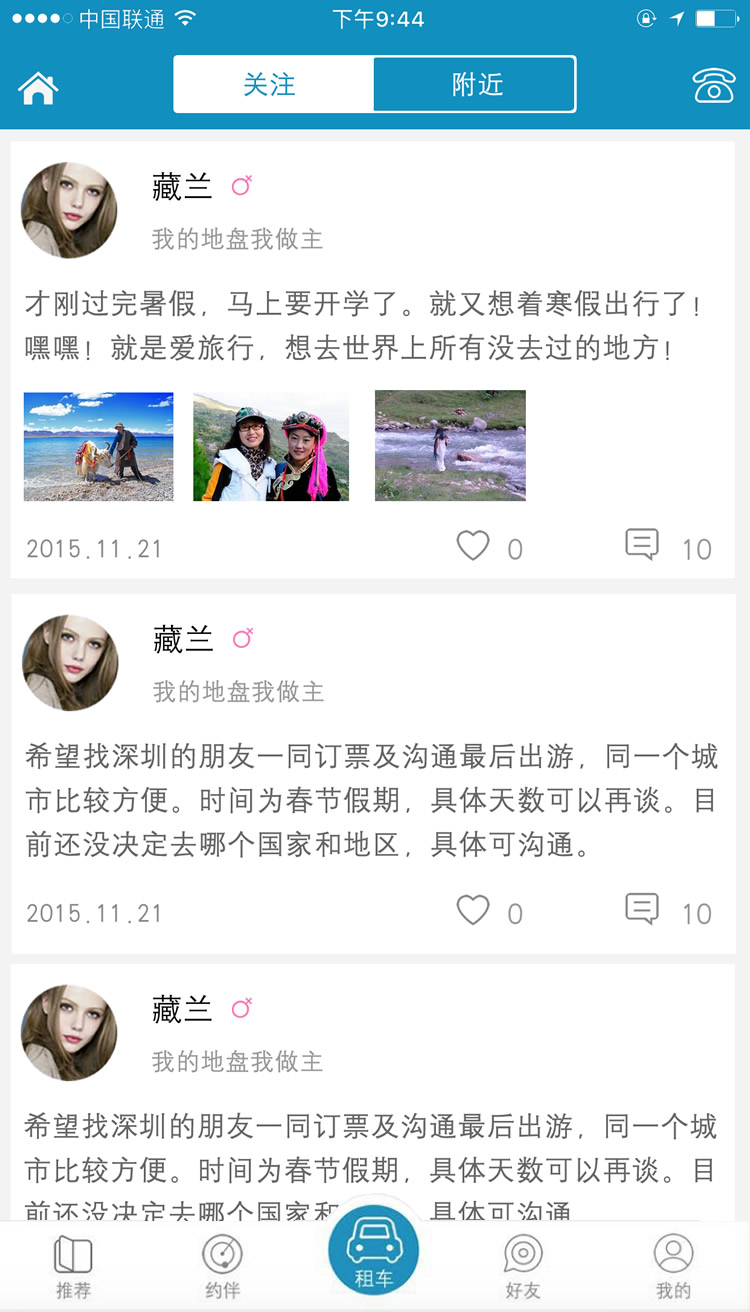 中国联通 下午9:44
关注 附近
藏兰
我的地盘我做主
才刚过完暑假，马上要开学了。就又想着寒假出行了！
嘿嘿！就是爱旅行，想去世界上所有没去过的地方！
2015.11.21 0 10
藏兰
我的地盘我做主
希望找深圳的朋友一同订票及沟通最后出游，同一个城
市比较方便。时间为春节假期，具体天数可以再谈。目
前还没决定去哪个国家和地区，具体可沟通。
2015.11.21 0 10
藏兰
我的地盘我做主
希望找深圳的朋友一同订票及沟通最后出游，同一个城
市比较方便。时间为春节假期，具体天数可以再谈。目
前还没决定去哪个国家和 具体可沟通
推荐 约伴 租车 好友 我的